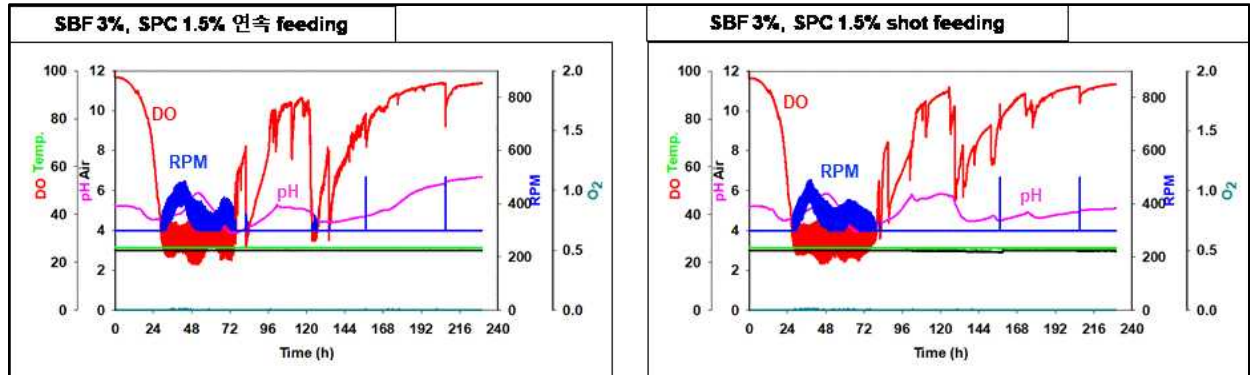 SBF 3%, SPC 1.5% 연속 feeding
100
80
60
40
20
0
DO Temp.
12
10
8
6
4
2
0
pH Air
DO
RPM
pH
800
600
400
200
0
RPM
2.0
1.5
1.0
0.5
0.0
O2
0 24 48 72 96 120 144 168 192 216 240
Time (h)
SBF 3%, SPC 1.5% shot feeding
100
80
60
40
20
0
DO Temp.
12
10
8
6
4
2
0
pH Air
DO
RPM
pH
800
600
400
200
0
RPM
2.0
1.5
1.0
0.5
0.0
O2
0 24 48 72 96 120 144 168 192 216 240
Time (h)